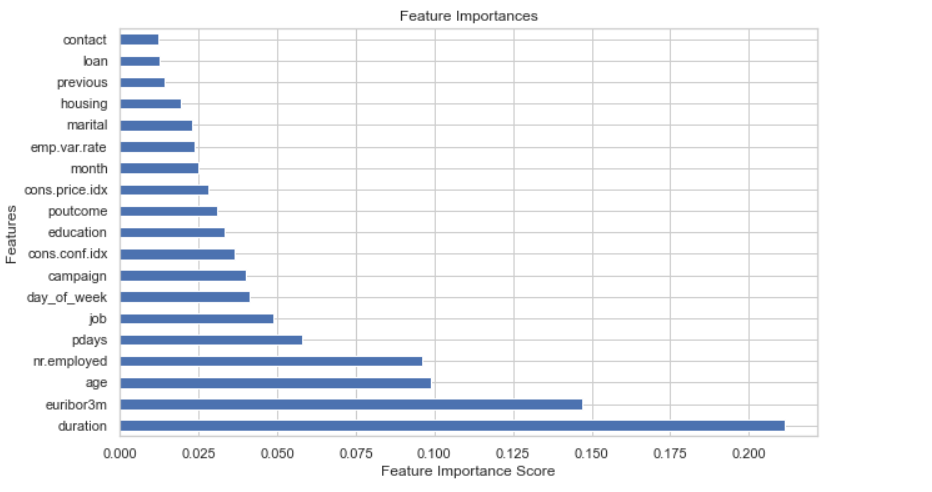 Feature Importances
contact
loan
previous
housing
marital
emp.var.rate
month
cons.price.idx
poutcome
education
cons.conf.idx
campaign
day_of_week
job
pdays
nr.employed
age
euribor3m
duration
Features
0.000 0.025 0.050 0.075 0.100 0.125 0.150 0.175 0.200
Feature Importance Score